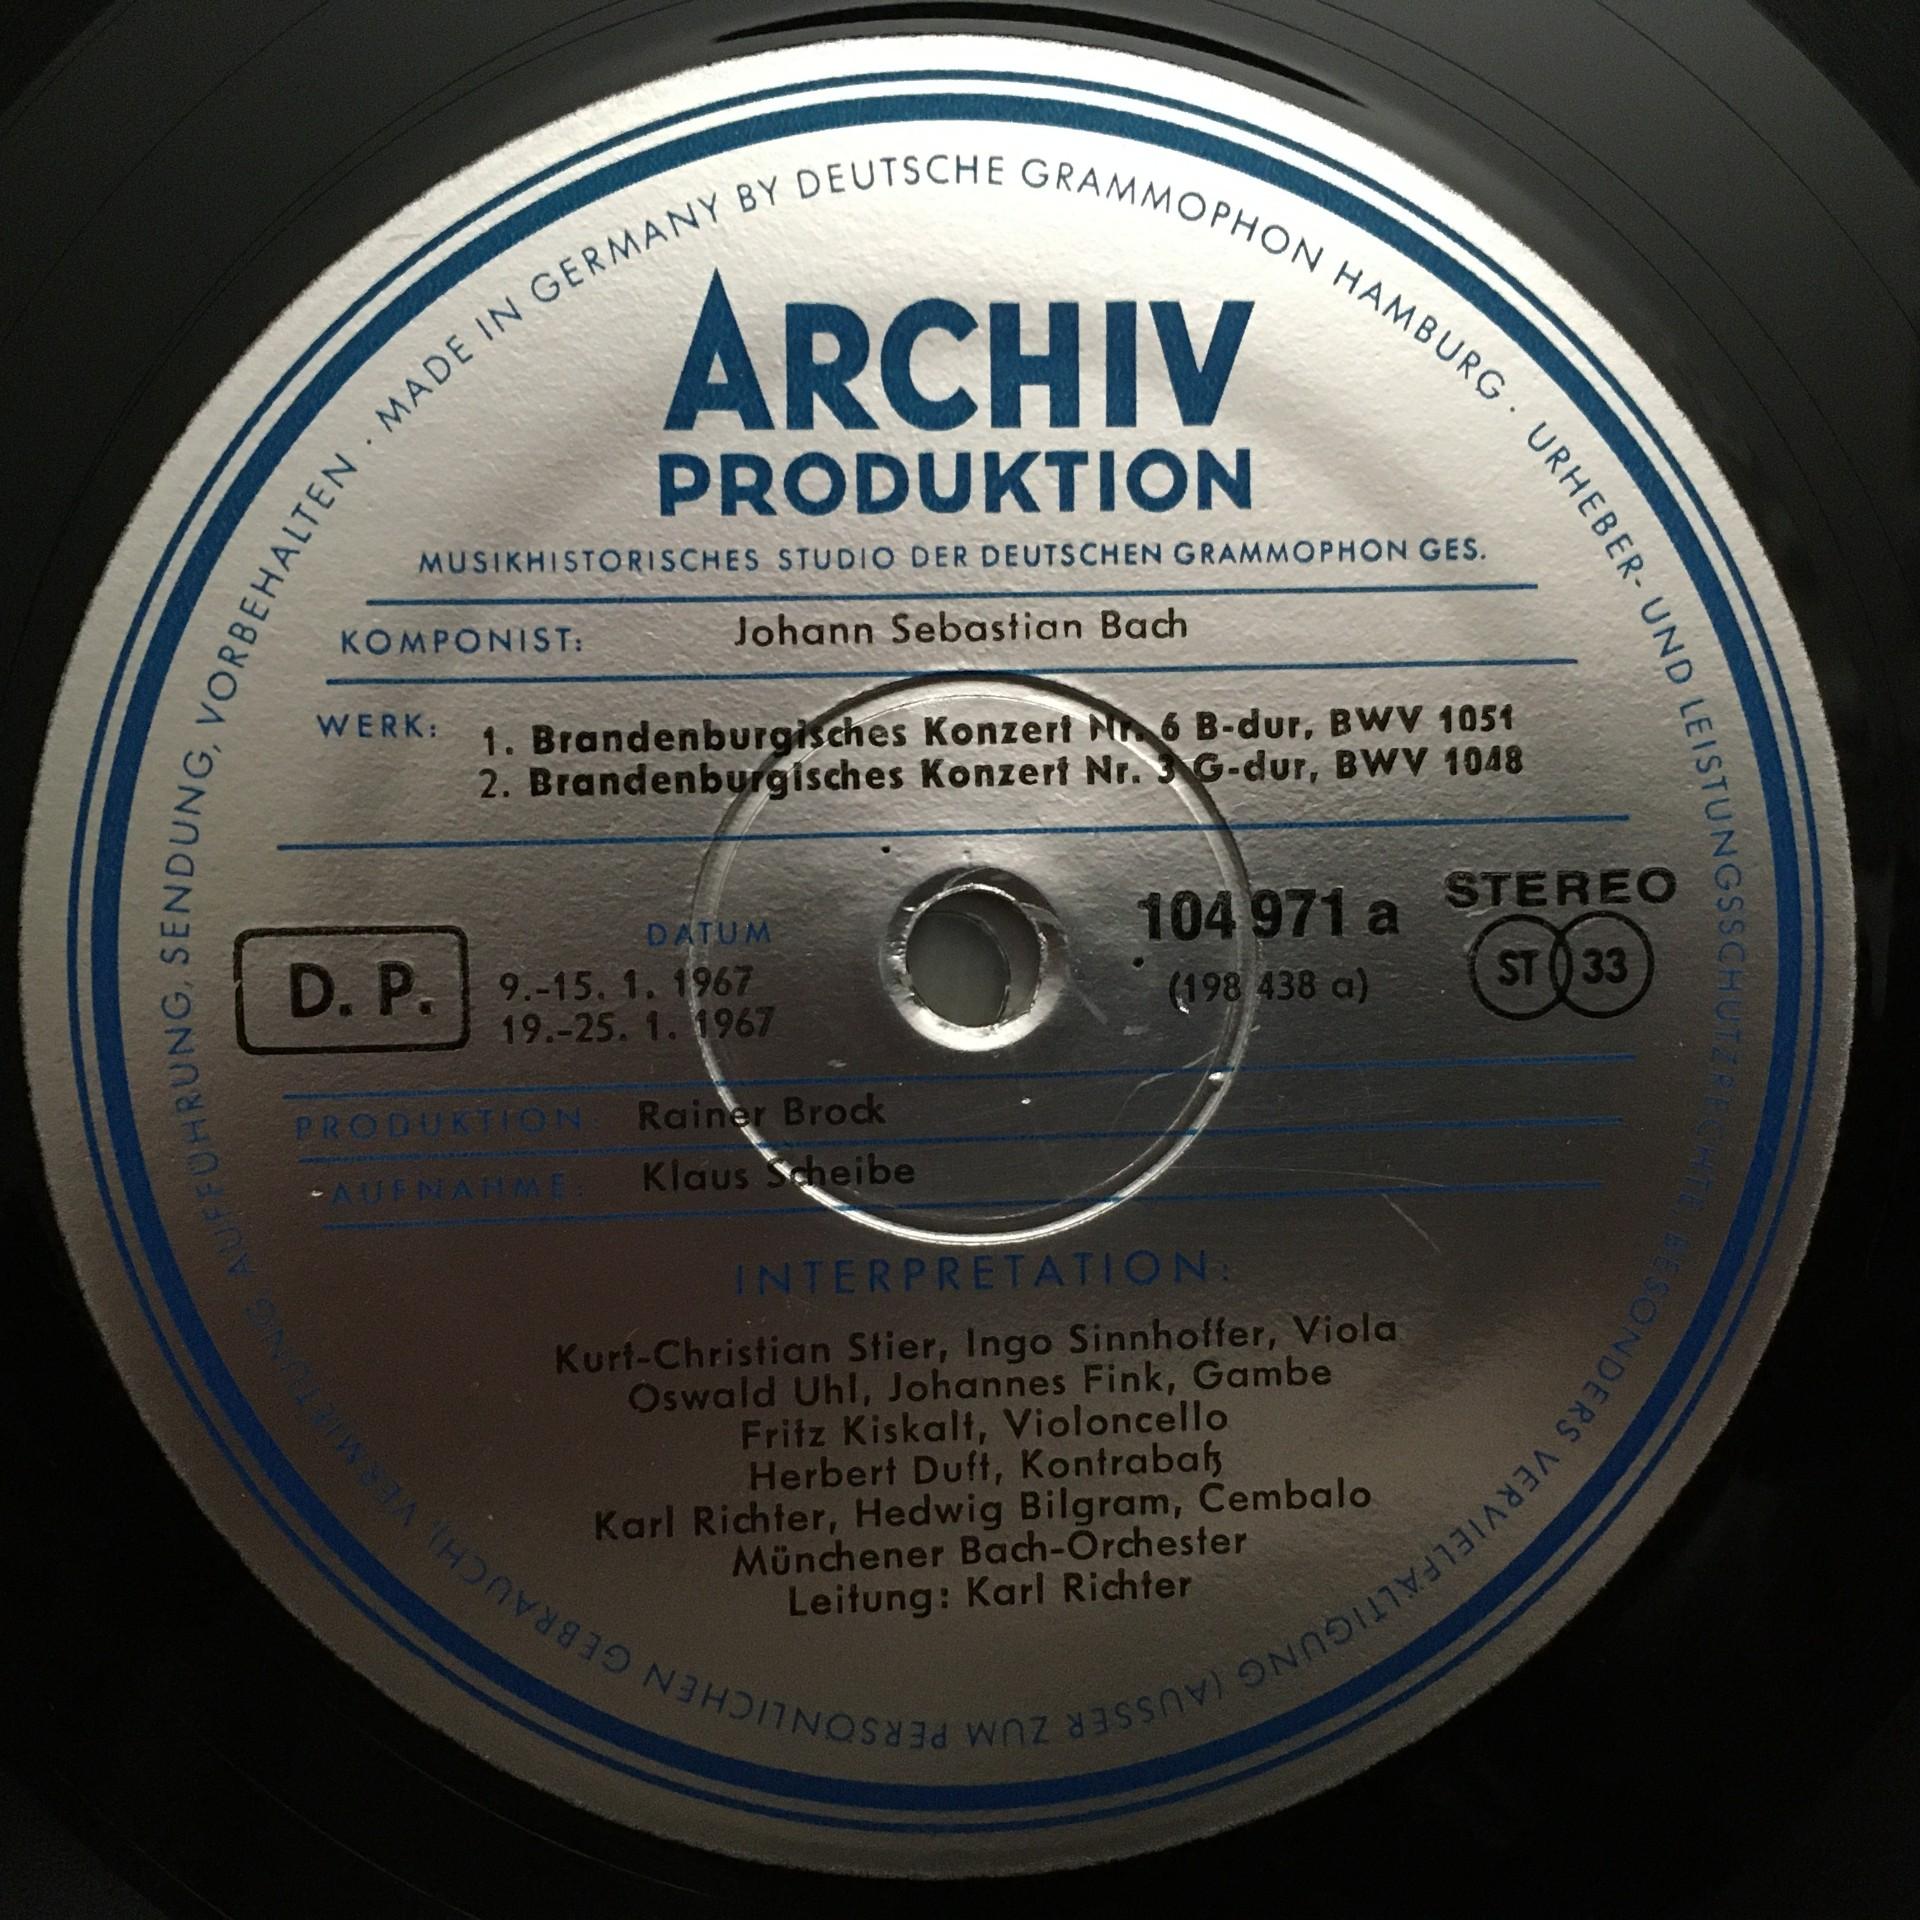 MADE IN GERMANY BY DEUTSCHE GRAMMOPHON HAMBURG · URHEBER- UND LEISTUNGSSCHUTZRECHTE, BESONDERS VERVIELFÄLTIGUNG (AUSSER ZUM PERSÖNLICHEN GEBRAUCH), VERMIETUNG, AUFFÜHRUNG, SENDUNG, VORBEHALTEN ·
ARCHIV
PRODUKTION
MUSIKHISTORISCHES STUDIO DER DEUTSCHEN GRAMMOPHON GES.
KOMPONIST: Johann Sebastian Bach
WERK: 1. Brandenburgisches Konzert Nr. 6 B-dur, BWV 1051
2. Brandenburgisches Konzert Nr. 3 G-dur, BWV 1048
D. P.
DATUM
9.-15. 1. 1967
19.-25. 1. 1967
104 971 a
(198 438 a)
STEREO
ST 33
PRODUKTION: Rainer Brock
AUFNAHME: Klaus Scheibe
INTERPRETATION:
Kurt-Christian Stier, Ingo Sinnhoffer, Viola
Oswald Uhl, Johannes Fink, Gambe
Fritz Kiskalt, Violoncello
Herbert Duft, Kontrabaß
Karl Richter, Hedwig Bilgram, Cembalo
Münchener Bach-Orchester
Leitung: Karl Richter